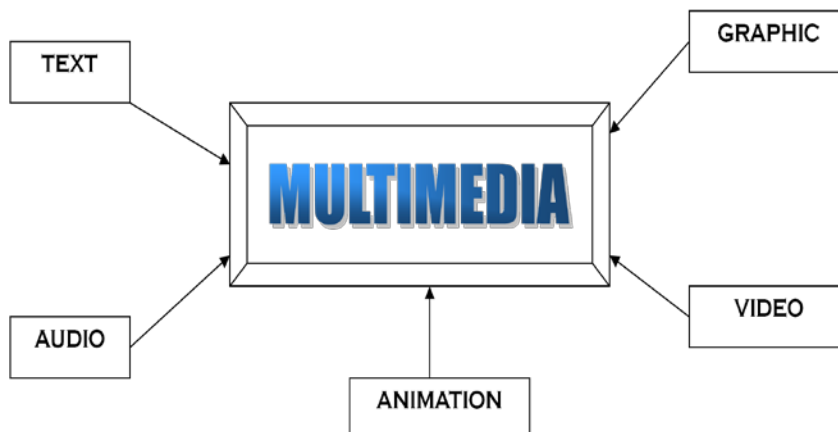 GRAPHIC
TEXT
MULTIMEDIA
AUDIO
VIDEO
ANIMATION